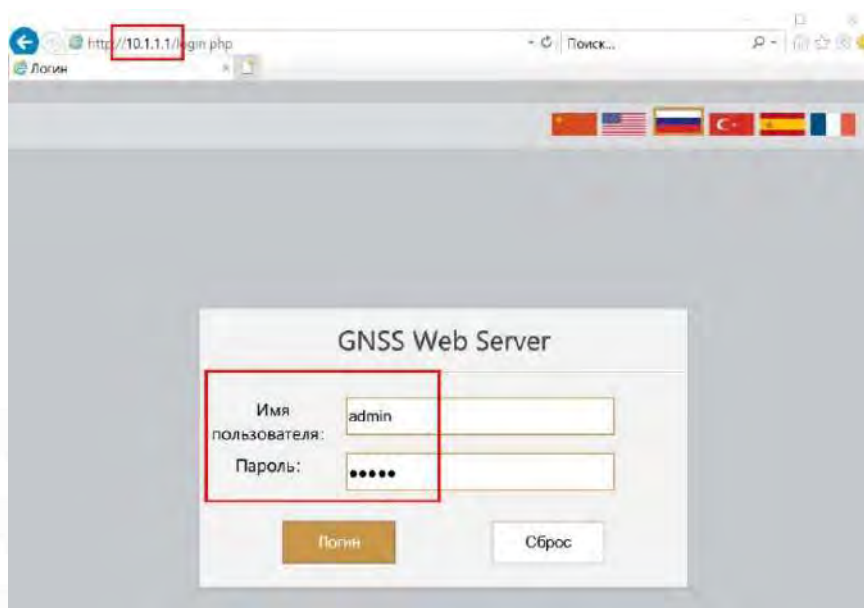 http://10.1.1.1/login.php
Поиск...
Логин
GNSS Web Server
Имя
пользователя:
admin
Пароль:
•••••
Логин
Сброс